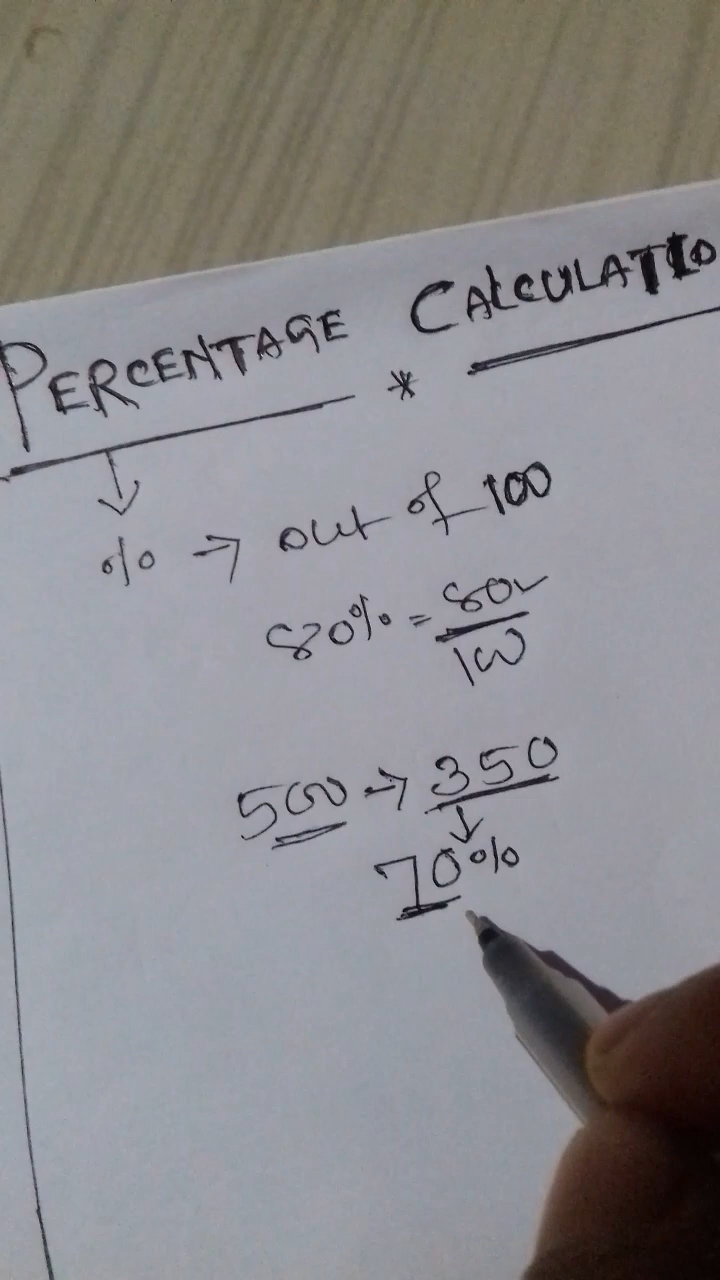 PERCENTAGE CALCULATIO
*
% → out of 100
80% = 80/100
500 → 350
↓
70%